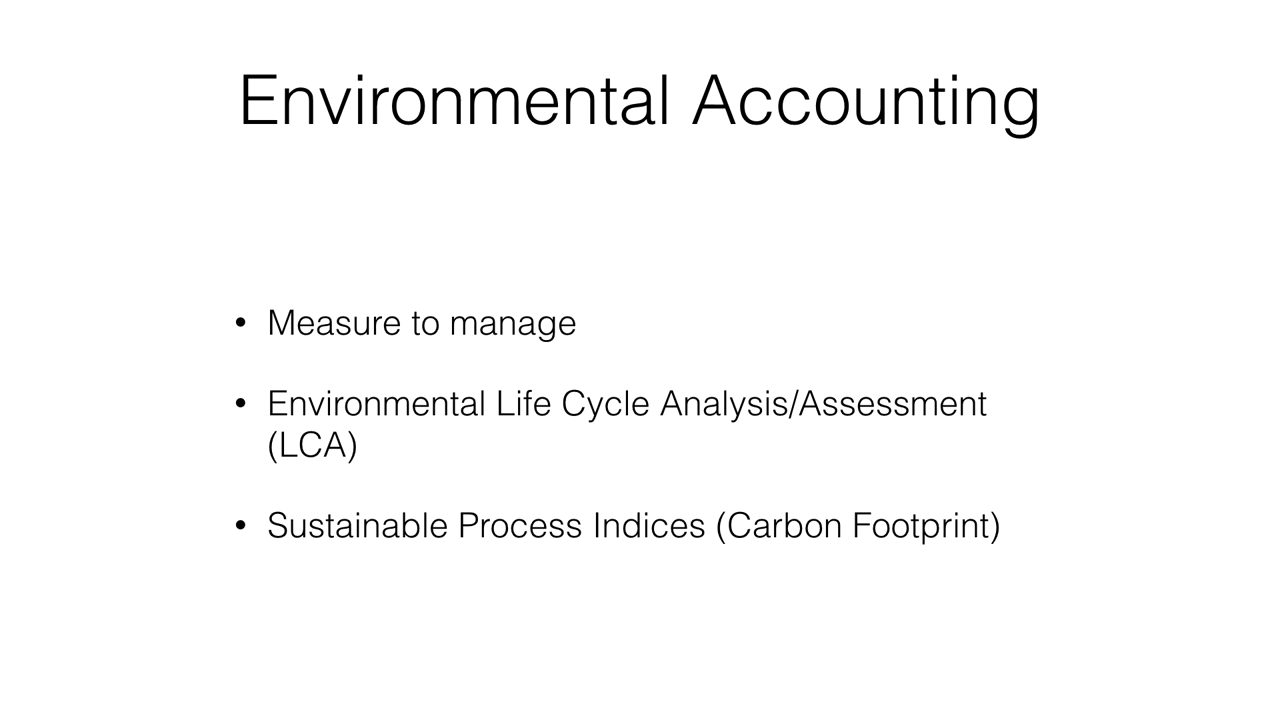 Environmental Accounting
• Measure to manage
• Environmental Life Cycle Analysis/Assessment
(LCA)
• Sustainable Process Indices (Carbon Footprint)